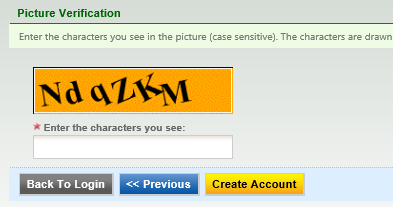 Picture Verification
Enter the characters you see in the picture (case sensitive). The characters are drawn
NdqZKM
* Enter the characters you see:
Back To Login
<< Previous
Create Account